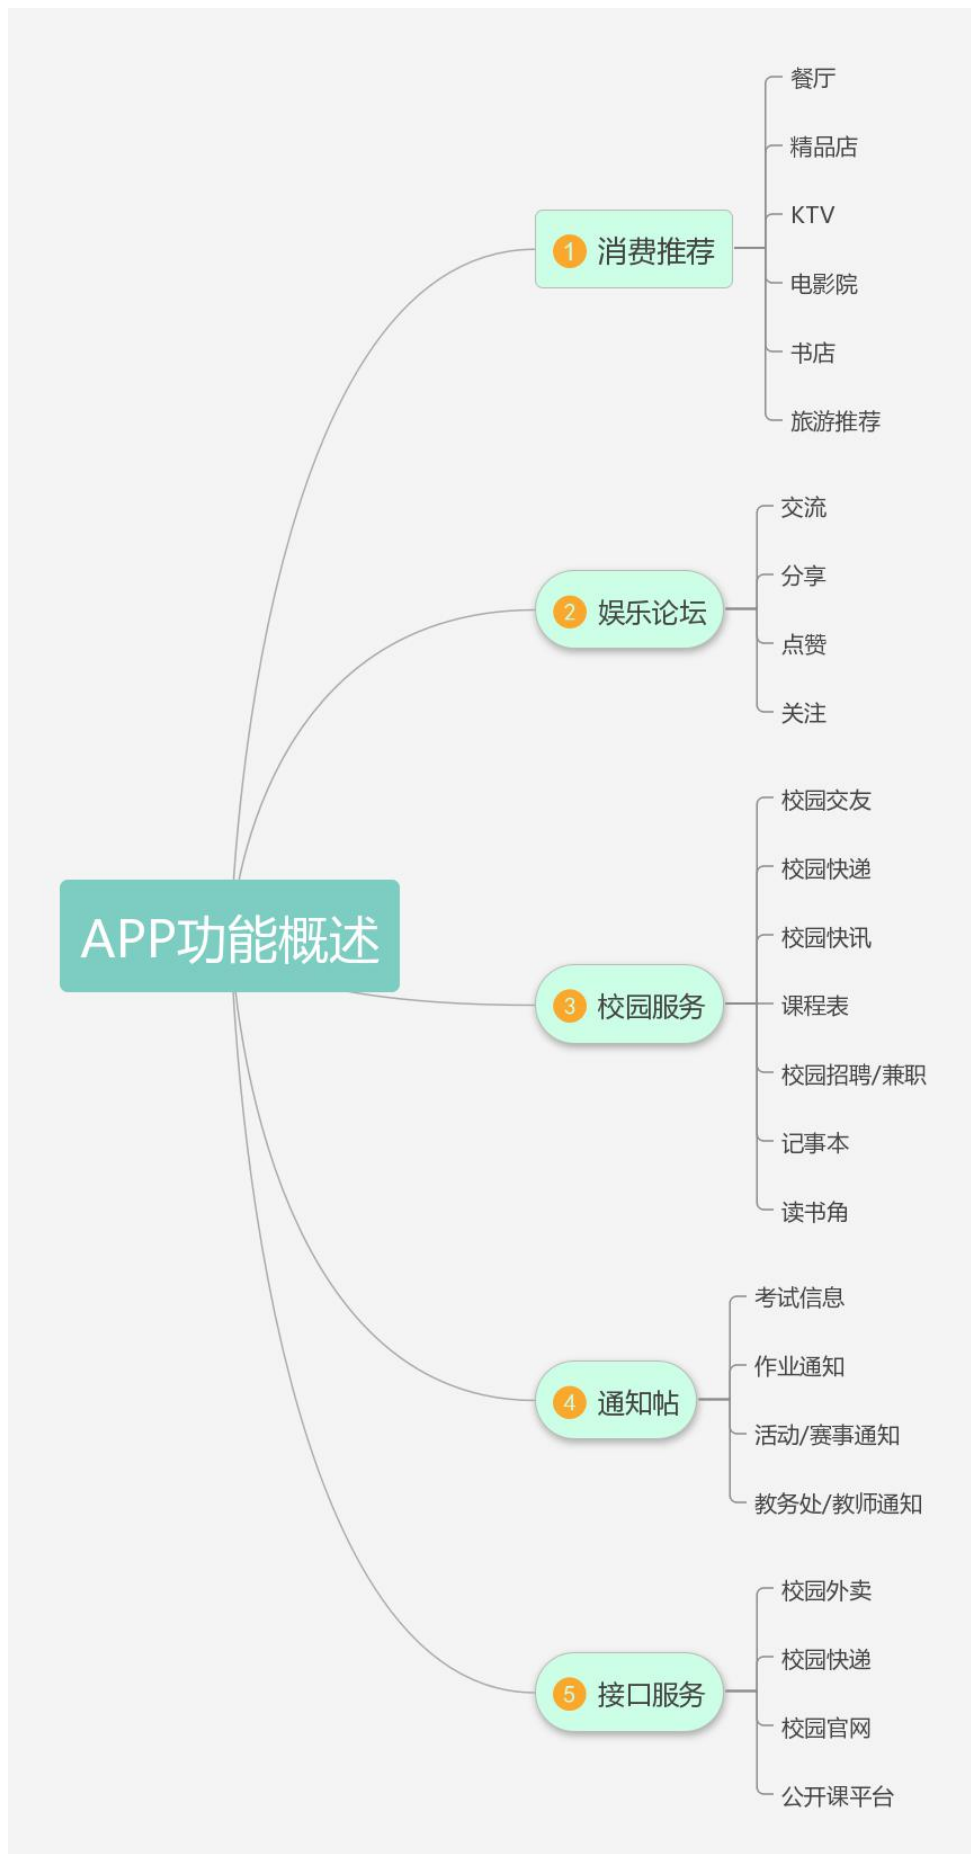 APP功能概述
1 消费推荐
餐厅
精品店
KTV
电影院
书店
旅游推荐
2 娱乐论坛
交流
分享
点赞
关注
3 校园服务
校园交友
校园快递
校园快讯
课程表
校园招聘/兼职
记事本
读书角
4 通知帖
考试信息
作业通知
活动/赛事通知
教务处/教师通知
5 接口服务
校园外卖
校园快递
校园官网
公开课平台